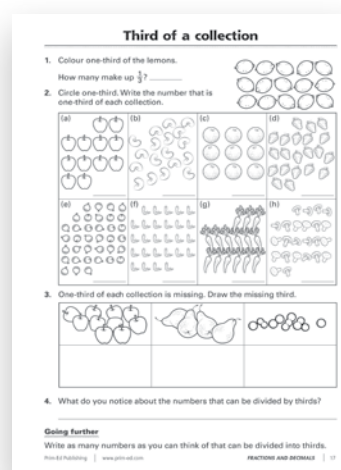 Third of a collection
1. Colour one-third of the lemons.
How many make up 1/3? ________
2. Circle one-third. Write the number that is
one-third of each collection.
(a) (b) (c) (d)
(e) (f) (g) (h)
3. One-third of each collection is missing. Draw the missing third.
4. What do you notice about the numbers that can be divided by thirds?
Going further
Write as many numbers as you can think of that can be divided into thirds.
Prim-Ed Publishing | www.prim-ed.com FRACTIONS AND DECIMALS | 17